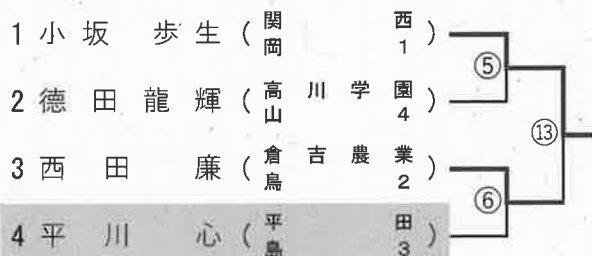 1 小坂 歩生 (関西 岡1)
2 德田龍輝 (高川学園 山4)
⑤
⑬
3 西田 廉 (倉吉農業 鳥2)
⑥
4 平川 心 (平田 島3)